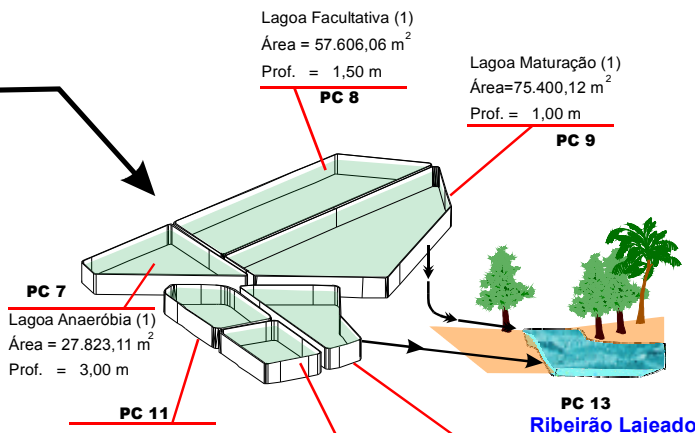 Lagoa Facultativa (1)
Área = 57.606,06 m²
Prof. = 1,50 m
PC 8
Lagoa Maturação (1)
Área=75.400,12 m²
Prof. = 1,00 m
PC 9
PC 7
Lagoa Anaeróbia (1)
Área = 27.823,11 m²
Prof. = 3,00 m
PC 11
PC 13
Ribeirão Lajeado